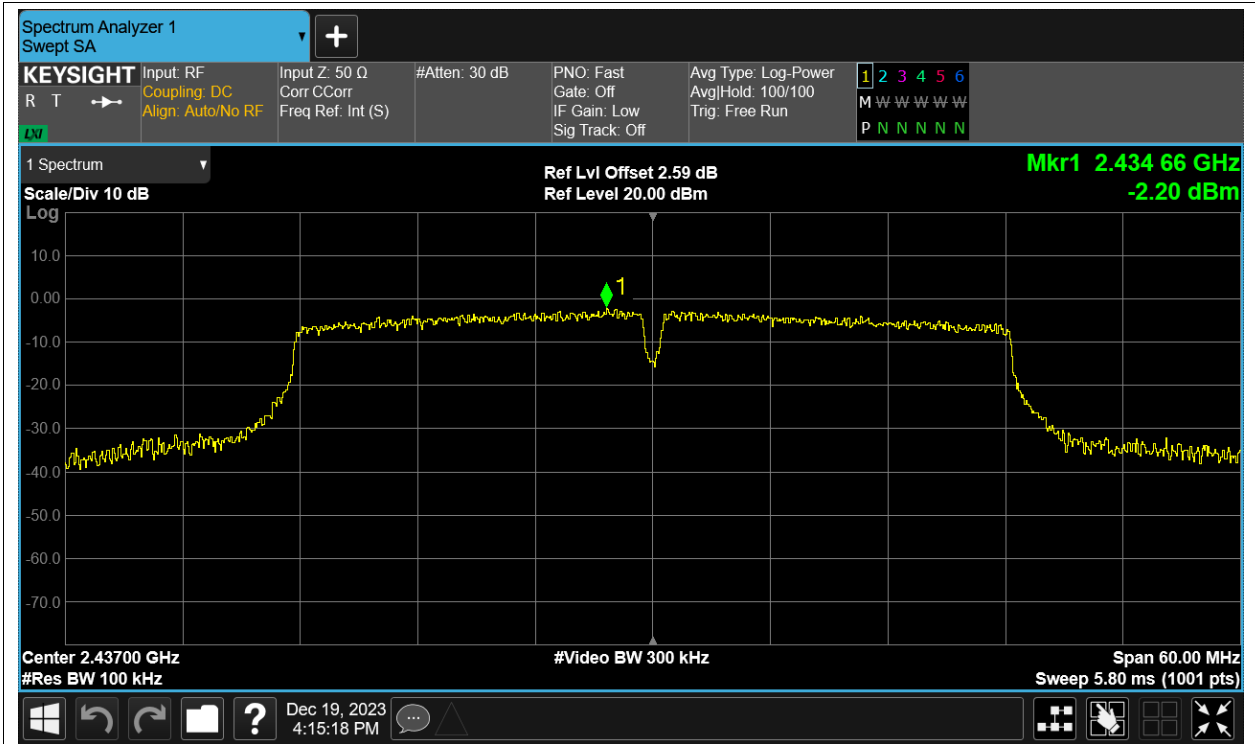 Spectrum Analyzer 1
Swept SA
KEYSIGHT
R T
LXI
Input: RF
Coupling: DC
Align: Auto/No RF
Input Z: 50 Ω
Corr CCorr
Freq Ref: Int (S)
#Atten: 30 dB
PNO: Fast
Gate: Off
IF Gain: Low
Sig Track: Off
Avg Type: Log-Power
Avg|Hold: 100/100
Trig: Free Run
1 2 3 4 5 6
M W W W W W
P N N N N N
1 Spectrum
Scale/Div 10 dB
Log
Ref Lvl Offset 2.59 dB
Ref Level 20.00 dBm
Mkr1 2.434 66 GHz
-2.20 dBm
10.0
0.00
-10.0
-20.0
-30.0
-40.0
-50.0
-60.0
-70.0
1
Center 2.43700 GHz
#Video BW 300 kHz
Span 60.00 MHz
#Res BW 100 kHz
Sweep 5.80 ms (1001 pts)
?
Dec 19, 2023
4:15:18 PM